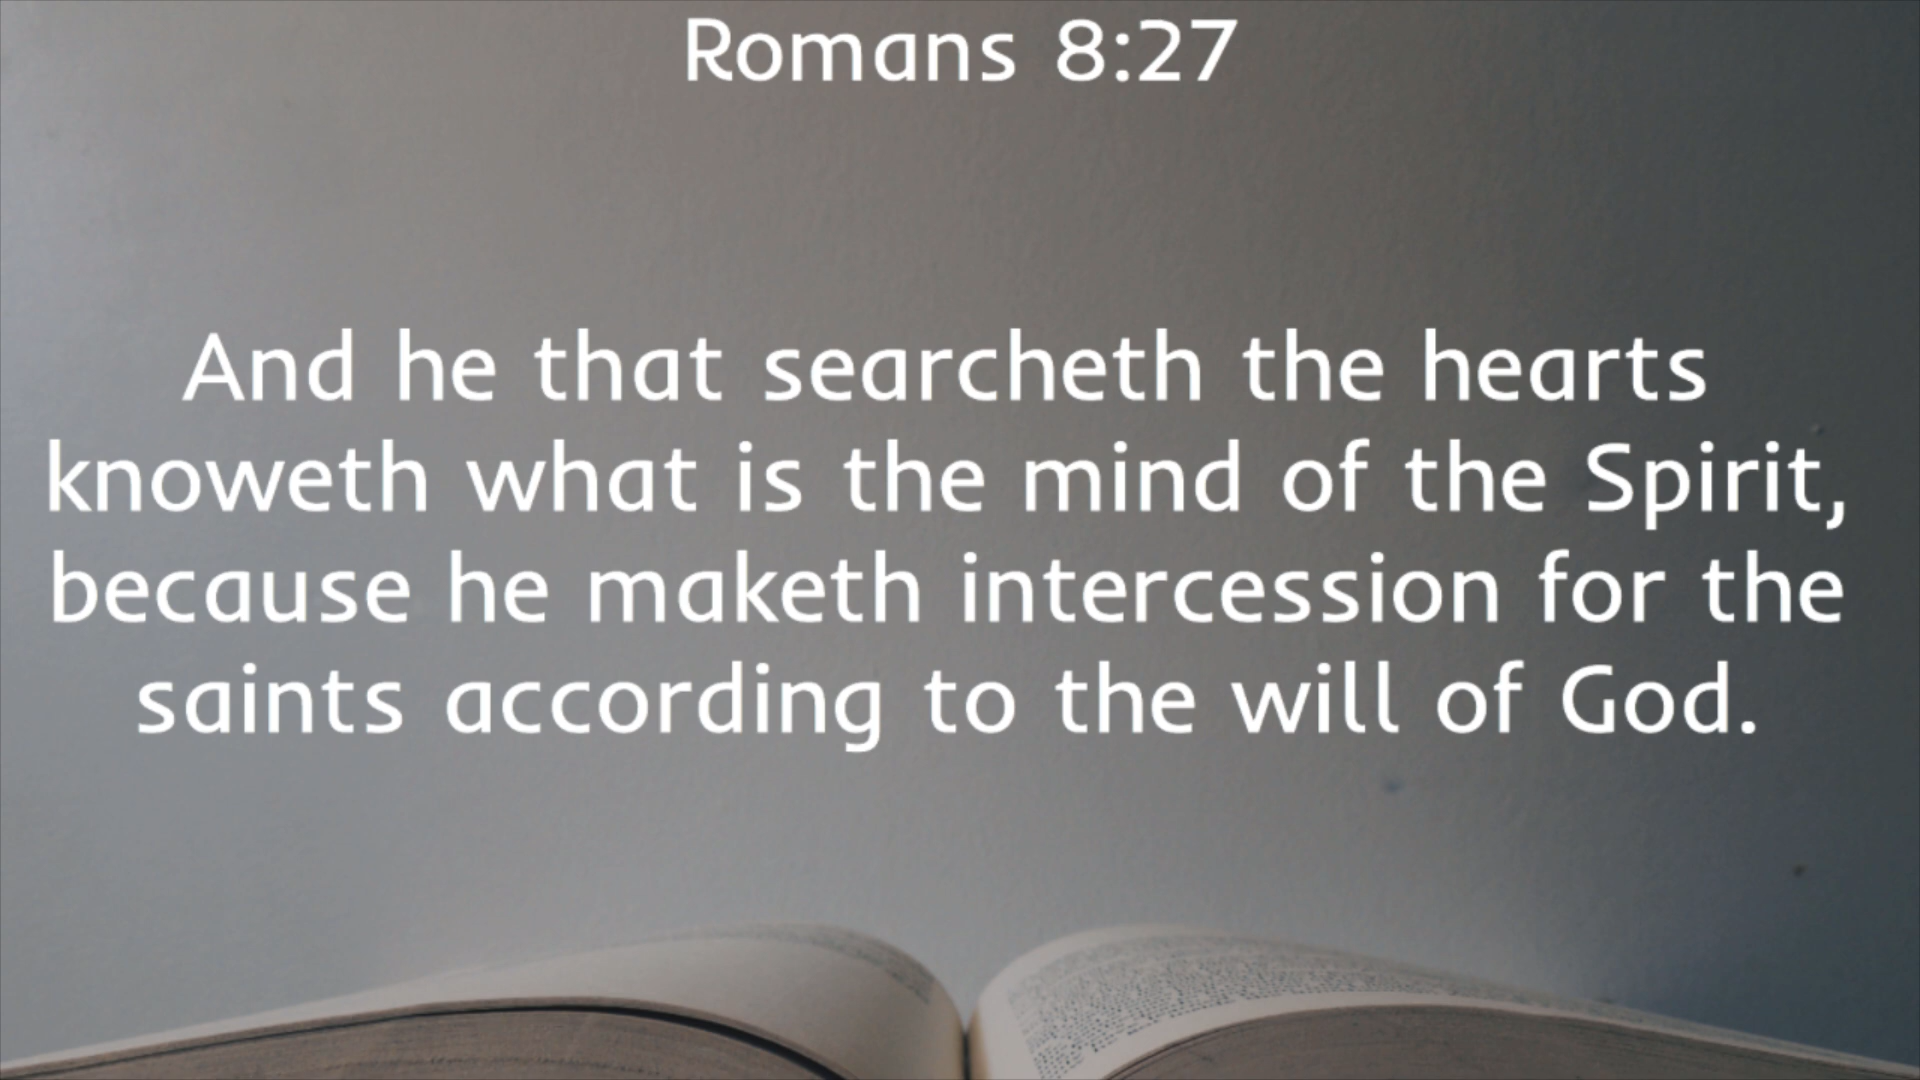 Romans 8:27
And he that searcheth the hearts
knoweth what is the mind of the Spirit,
because he maketh intercession for the
saints according to the will of God.